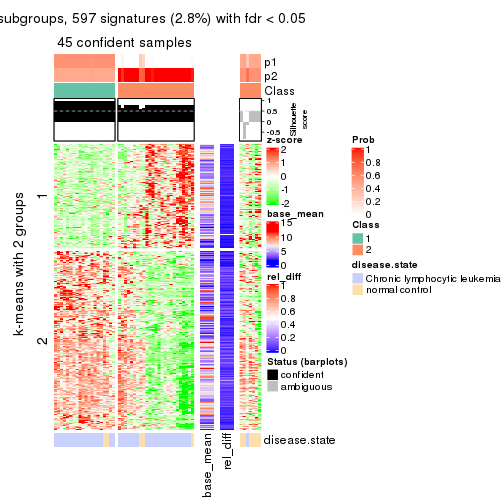 subgroups, 597 signatures (2.8%) with fdr < 0.05
45 confident samples
p1
p2
Class
1
0.5
0
-0.5
Silhouette
score
k-means with 2 groups
1
2
z-score
2
1
0
-1
-2
base_mean
15
10
5
0
rel_diff
1
0.8
0.6
0.4
0.2
0
Status (barplots)
confident
ambiguous
Prob
1
0.8
0.6
0.4
0.2
0
Class
1
2
disease.state
Chronic lymphocytic leukemia
normal control
disease.state
base_mean
rel_diff